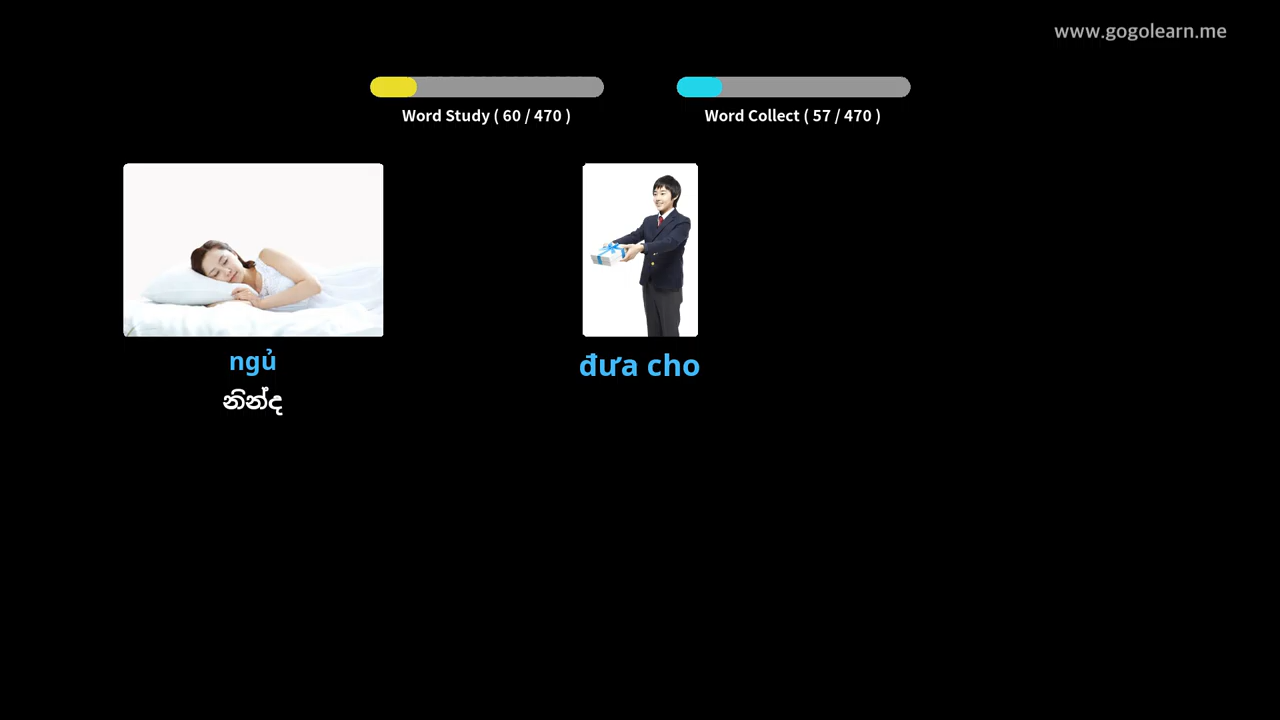 www.gogolearn.me
Word Study ( 60 / 470 )
Word Collect ( 57 / 470 )
ngủ
නින්ද
đưa cho